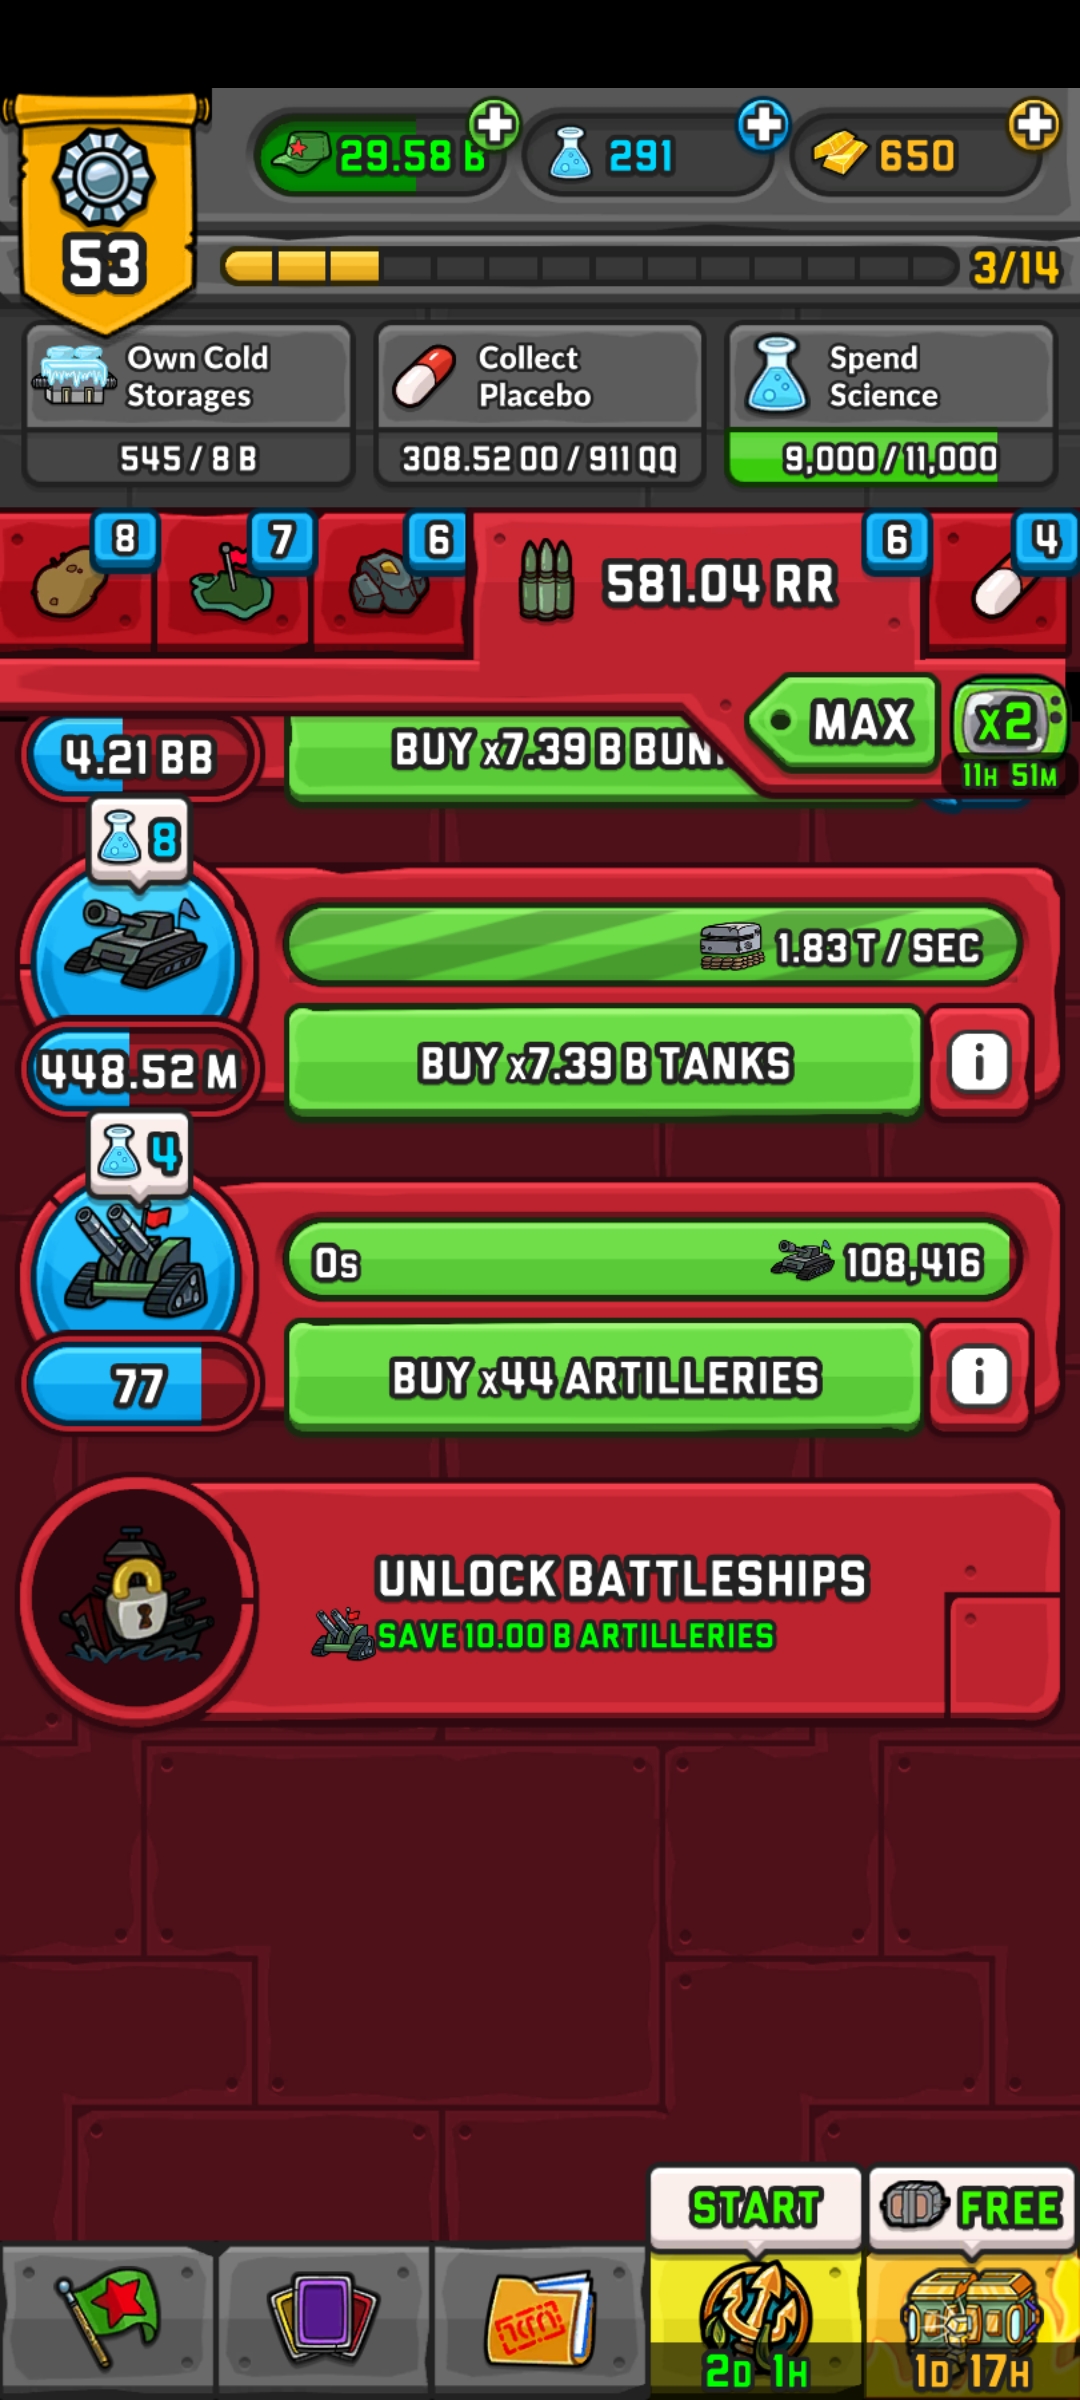 53
29.58 B
291
650
3/14
Own Cold
Storages
545 / 8 B
Collect
Placebo
308.52 OO / 911 QQ
Spend
Science
9,000 / 11,000
8
7
6
581.04 RR
6
4
MAX
x2
11H 51M
4.21 BB
BUY x7.39 B BUN
8
1.83 T / SEC
448.52 M
BUY x7.39 B TANKS
i
4
0s
108,416
77
BUY x44 ARTILLERIES
i
UNLOCK BATTLESHIPS
SAVE 10.00 B ARTILLERIES
START
FREE
2D 1H
1D 17H